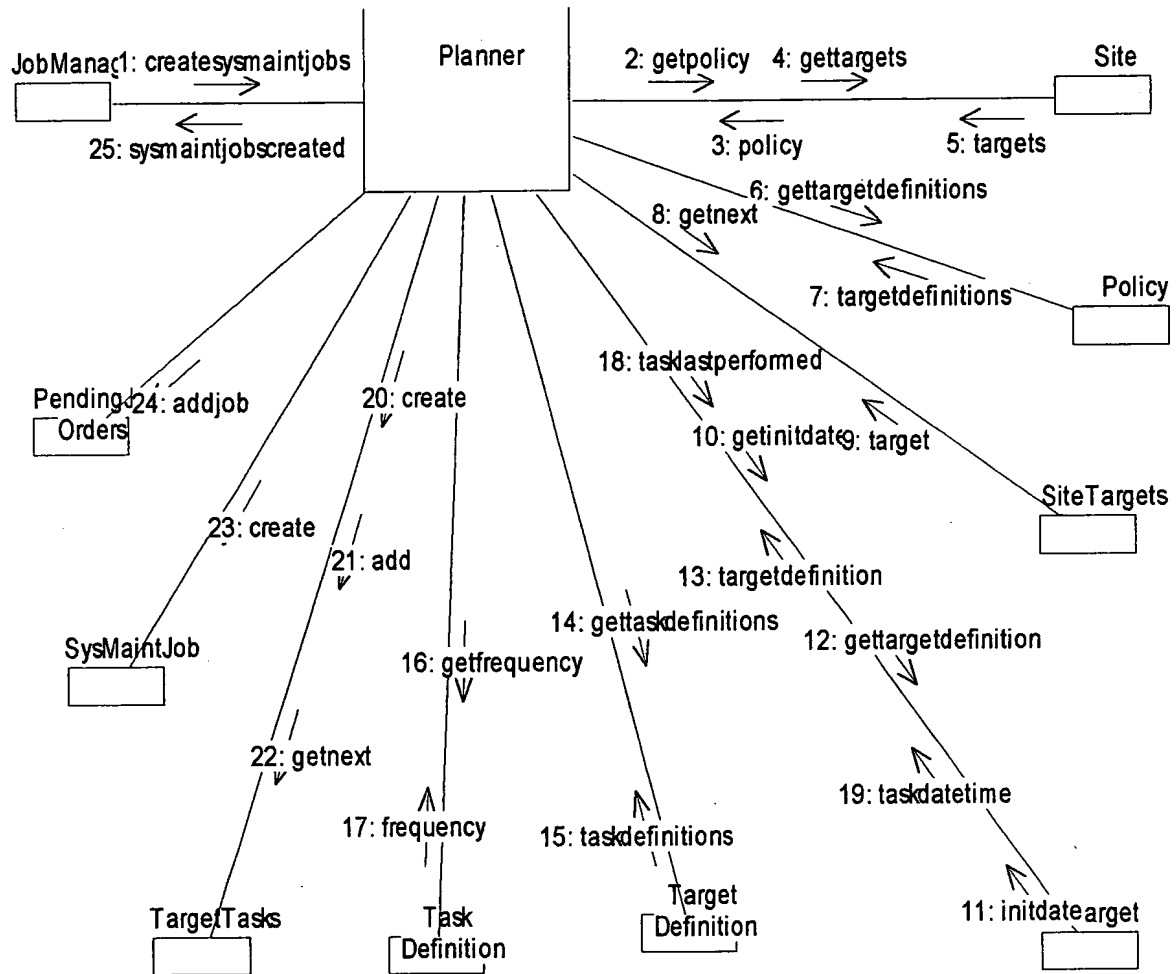 Planner
JobManag
1: createsysmaintjobs
2: getpolicy
4: gettargets
Site
25: sysmaintjobscreated
3: policy
5: targets
6: gettargetdefinitions
8: getnext
7: targetdefinitions
Policy
18: tasklastperformed
20: create
Pending
24: addjob
Orders
10: getinitdate
9: target
SiteTargets
23: create
21: add
13: targetdefinition
14: gettaskdefinitions
12: gettargetdefinition
SysMaintJob
16: getfrequency
22: getnext
19: taskdatetime
17: frequency
15: taskdefinitions
TargetTasks
Task
Definition
Target
Definition
11: initdate
arget